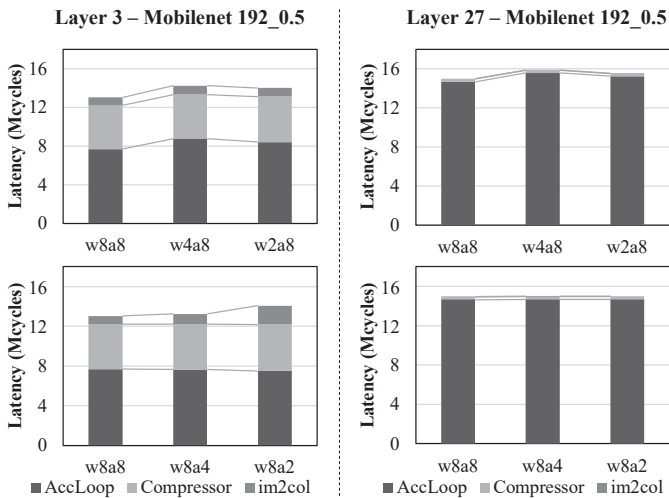 Layer 3 – Mobilenet 192_0.5
Latency (Mcycles)
16
12
8
4
0
w8a8 w4a8 w2a8
Layer 27 – Mobilenet 192_0.5
Latency (Mcycles)
16
12
8
4
0
w8a8 w4a8 w2a8
Latency (Mcycles)
16
12
8
4
0
w8a8 w8a4 w8a2
AccLoop Compressor im2col
Latency (Mcycles)
16
12
8
4
0
w8a8 w8a4 w8a2
AccLoop Compressor im2col